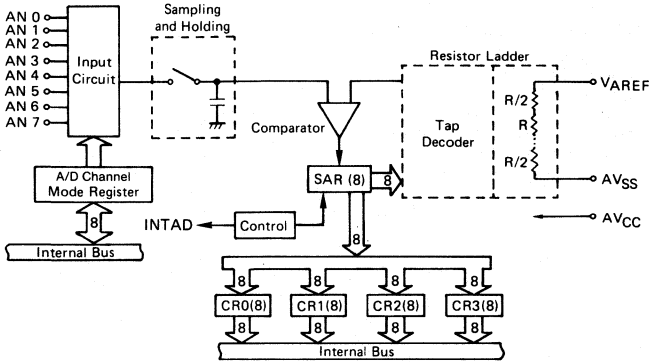 Sampling
and Holding
AN 0
AN 1
AN 2
AN 3
AN 4
AN 5
AN 6
AN 7
Input
Circuit
Resistor Ladder
VAREF
R/2
R
R/2
Tap
Decoder
Comparator
AVSS
A/D Channel
Mode Register
SAR (8)
8
INTAD
Control
AVCC
8
Internal Bus
8
8
8
8
8
CR0(8)
CR1(8)
CR2(8)
CR3(8)
8
8
8
8
Internal Bus